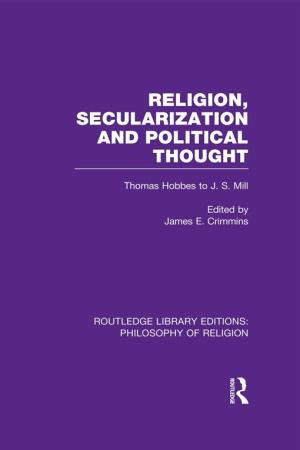 RELIGION,
SECULARIZATION
AND POLITICAL
THOUGHT
Thomas Hobbes to J. S. Mill
Edited by
James E. Crimmins
ROUTLEDGE LIBRARY EDITIONS:
PHILOSOPHY OF RELIGION
ROUTLEDGE